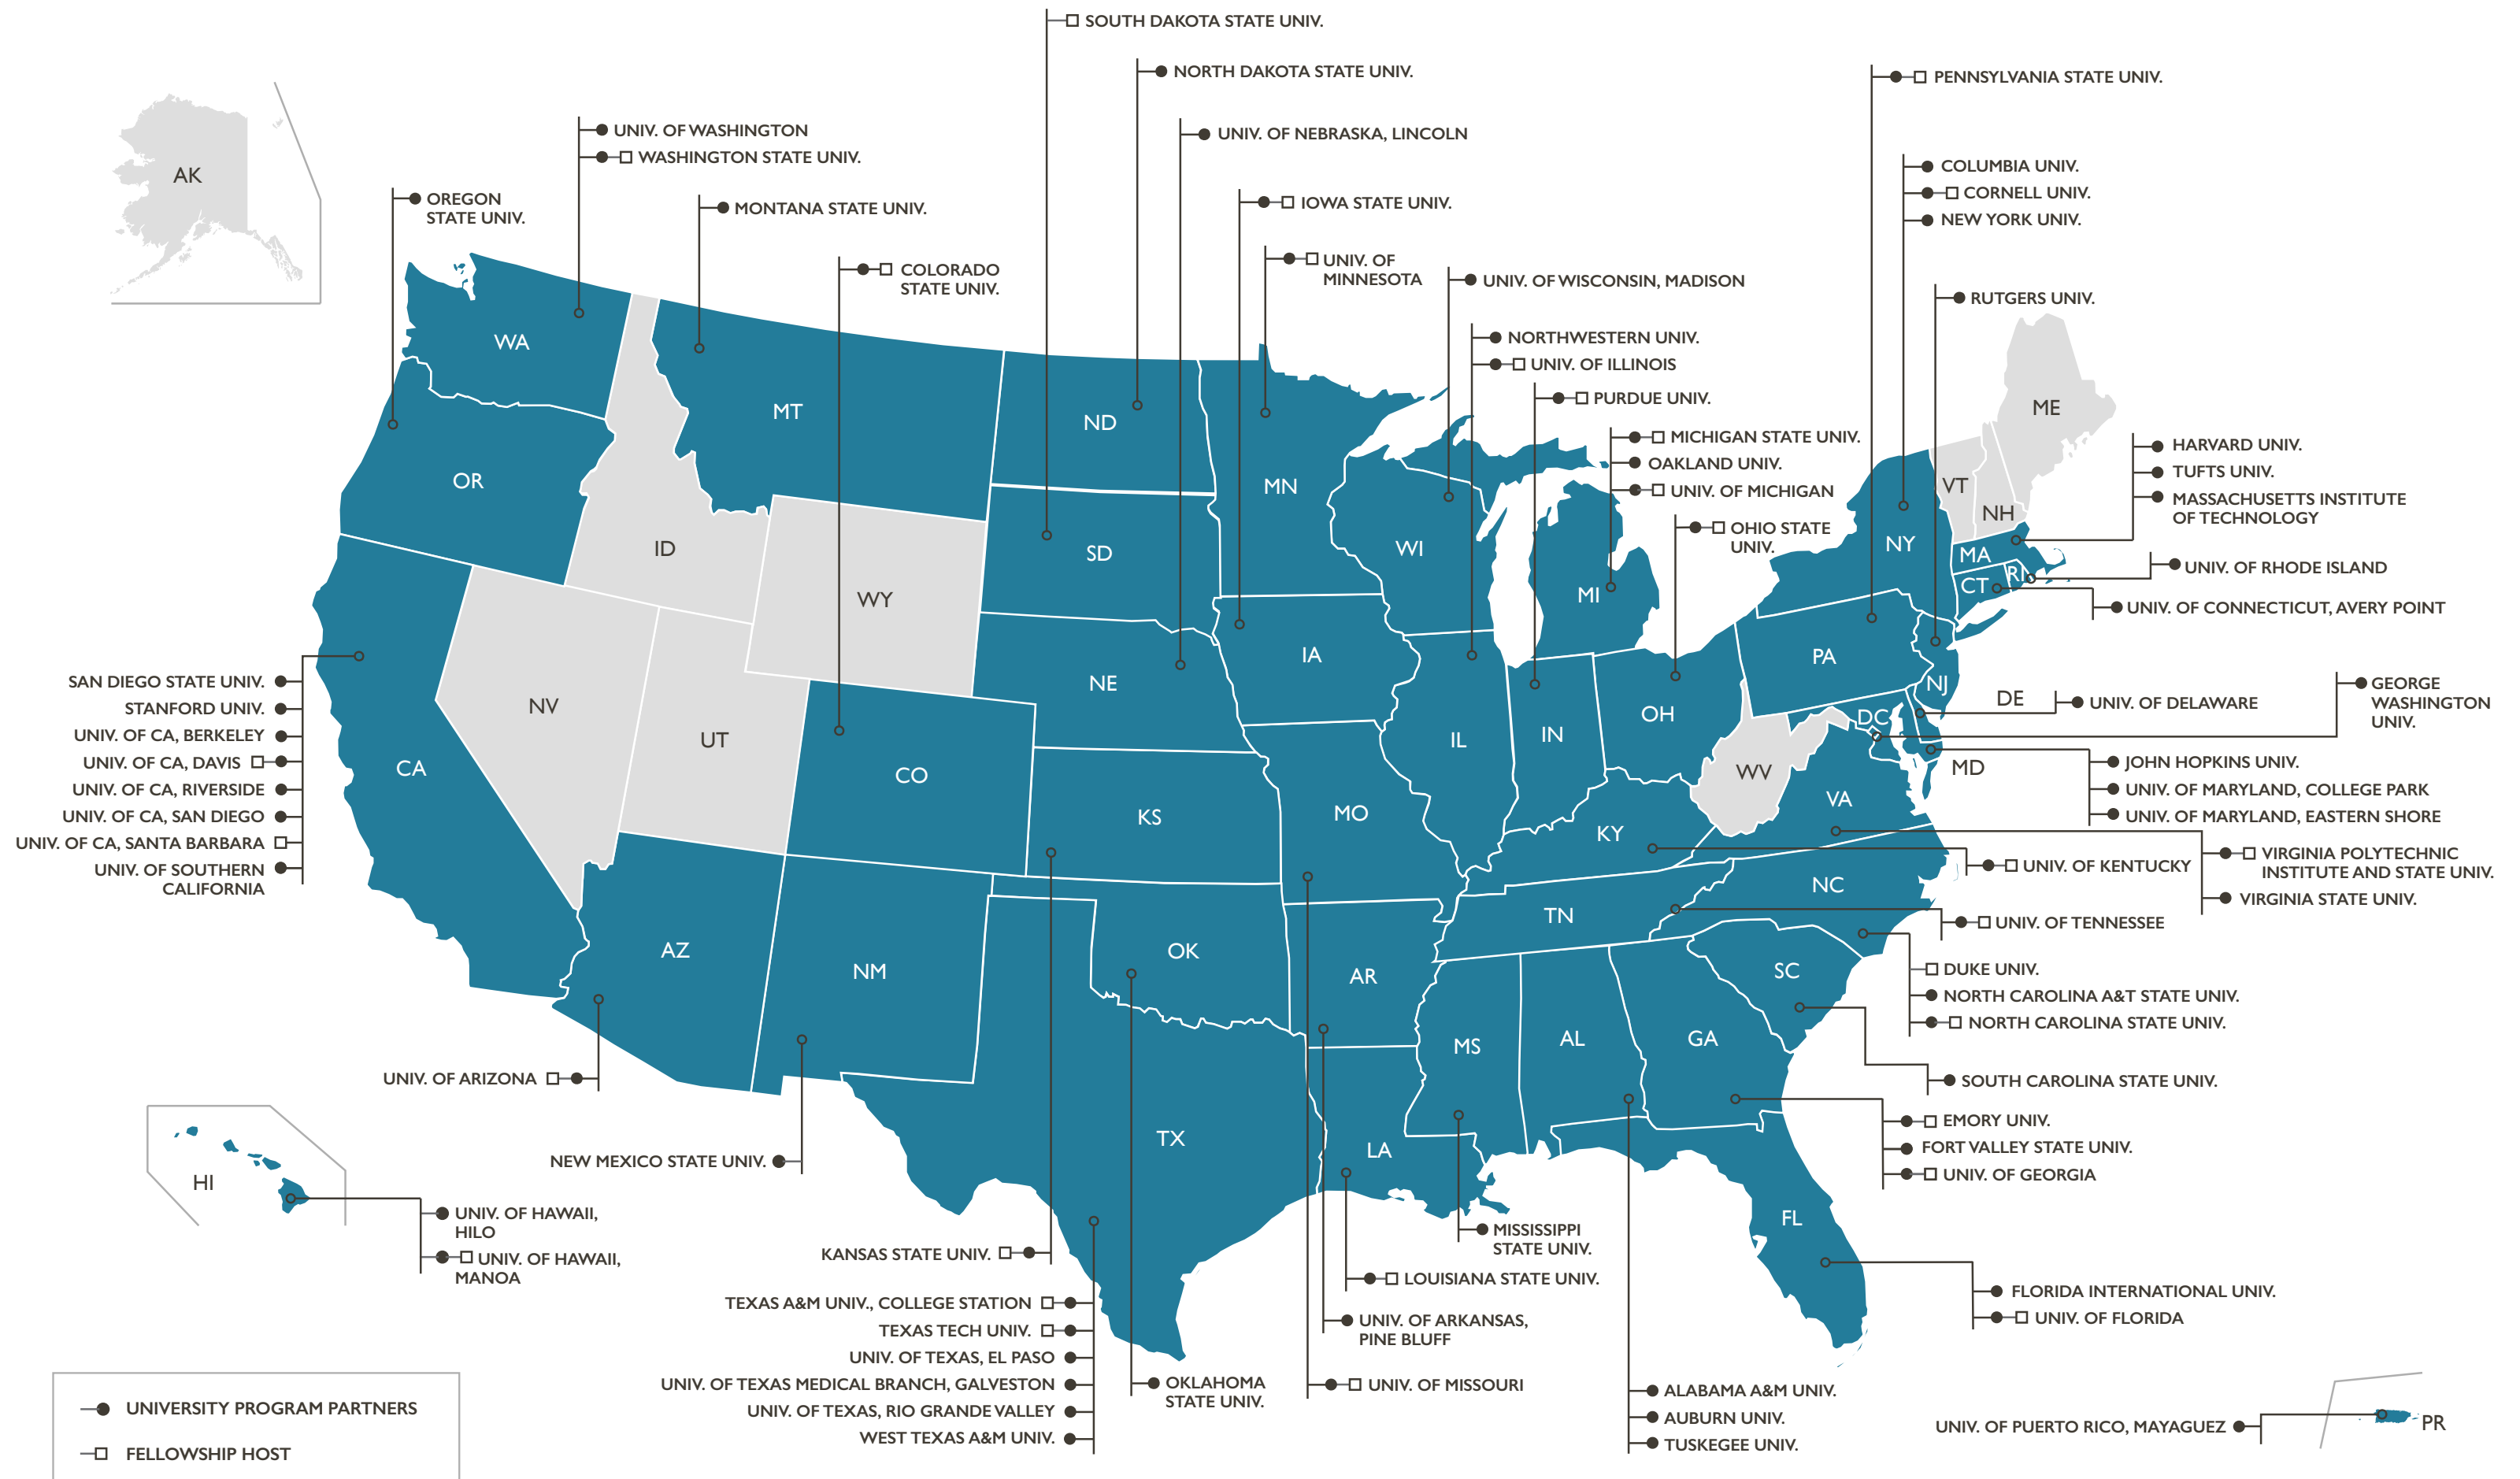 SOUTH DAKOTA STATE UNIV.
NORTH DAKOTA STATE UNIV.
PENNSYLVANIA STATE UNIV.
UNIV. OF WASHINGTON
WASHINGTON STATE UNIV.
UNIV. OF NEBRASKA, LINCOLN
COLUMBIA UNIV.
CORNELL UNIV.
NEW YORK UNIV.
AK
OREGON
STATE UNIV.
MONTANA STATE UNIV.
IOWA STATE UNIV.
COLORADO
STATE UNIV.
UNIV. OF
MINNESOTA
UNIV. OF WISCONSIN, MADISON
RUTGERS UNIV.
NORTHWESTERN UNIV.
UNIV. OF ILLINOIS
PURDUE UNIV.
MICHIGAN STATE UNIV.
OAKLAND UNIV.
UNIV. OF MICHIGAN
OHIO STATE
UNIV.
HARVARD UNIV.
TUFTS UNIV.
MASSACHUSETTS INSTITUTE
OF TECHNOLOGY
UNIV. OF RHODE ISLAND
UNIV. OF CONNECTICUT, AVERY POINT
WA
MT
ND
OR
MN
ME
VT
NH
ID
SD
WI
NY
MA
CT
RI
WY
MI
IA
PA
NE
NJ
NV
UT
OH
DC
DE
IL
IN
CA
CO
WV
MD
KS
MO
VA
KY
NC
TN
AZ
NM
OK
AR
SC
MS
AL
GA
TX
LA
FL
HI
PR
SAN DIEGO STATE UNIV.
STANFORD UNIV.
UNIV. OF CA, BERKELEY
UNIV. OF CA, DAVIS
UNIV. OF CA, RIVERSIDE
UNIV. OF CA, SAN DIEGO
UNIV. OF CA, SANTA BARBARA
UNIV. OF SOUTHERN
CALIFORNIA
UNIV. OF DELAWARE
GEORGE
WASHINGTON
UNIV.
JOHN HOPKINS UNIV.
UNIV. OF MARYLAND, COLLEGE PARK
UNIV. OF MARYLAND, EASTERN SHORE
VIRGINIA POLYTECHNIC
INSTITUTE AND STATE UNIV.
VIRGINIA STATE UNIV.
UNIV. OF KENTUCKY
UNIV. OF TENNESSEE
DUKE UNIV.
NORTH CAROLINA A&T STATE UNIV.
NORTH CAROLINA STATE UNIV.
SOUTH CAROLINA STATE UNIV.
EMORY UNIV.
FORT VALLEY STATE UNIV.
UNIV. OF GEORGIA
UNIV. OF ARIZONA
NEW MEXICO STATE UNIV.
UNIV. OF HAWAII,
HILO
UNIV. OF HAWAII,
MANOA
KANSAS STATE UNIV.
MISSISSIPPI
STATE UNIV.
LOUISIANA STATE UNIV.
UNIV. OF ARKANSAS,
PINE BLUFF
UNIV. OF MISSOURI
FLORIDA INTERNATIONAL UNIV.
UNIV. OF FLORIDA
TEXAS A&M UNIV., COLLEGE STATION
TEXAS TECH UNIV.
UNIV. OF TEXAS, EL PASO
UNIV. OF TEXAS MEDICAL BRANCH, GALVESTON
UNIV. OF TEXAS, RIO GRANDE VALLEY
WEST TEXAS A&M UNIV.
OKLAHOMA
STATE UNIV.
ALABAMA A&M UNIV.
AUBURN UNIV.
TUSKEGEE UNIV.
UNIV. OF PUERTO RICO, MAYAGUEZ
UNIVERSITY PROGRAM PARTNERS
FELLOWSHIP HOST